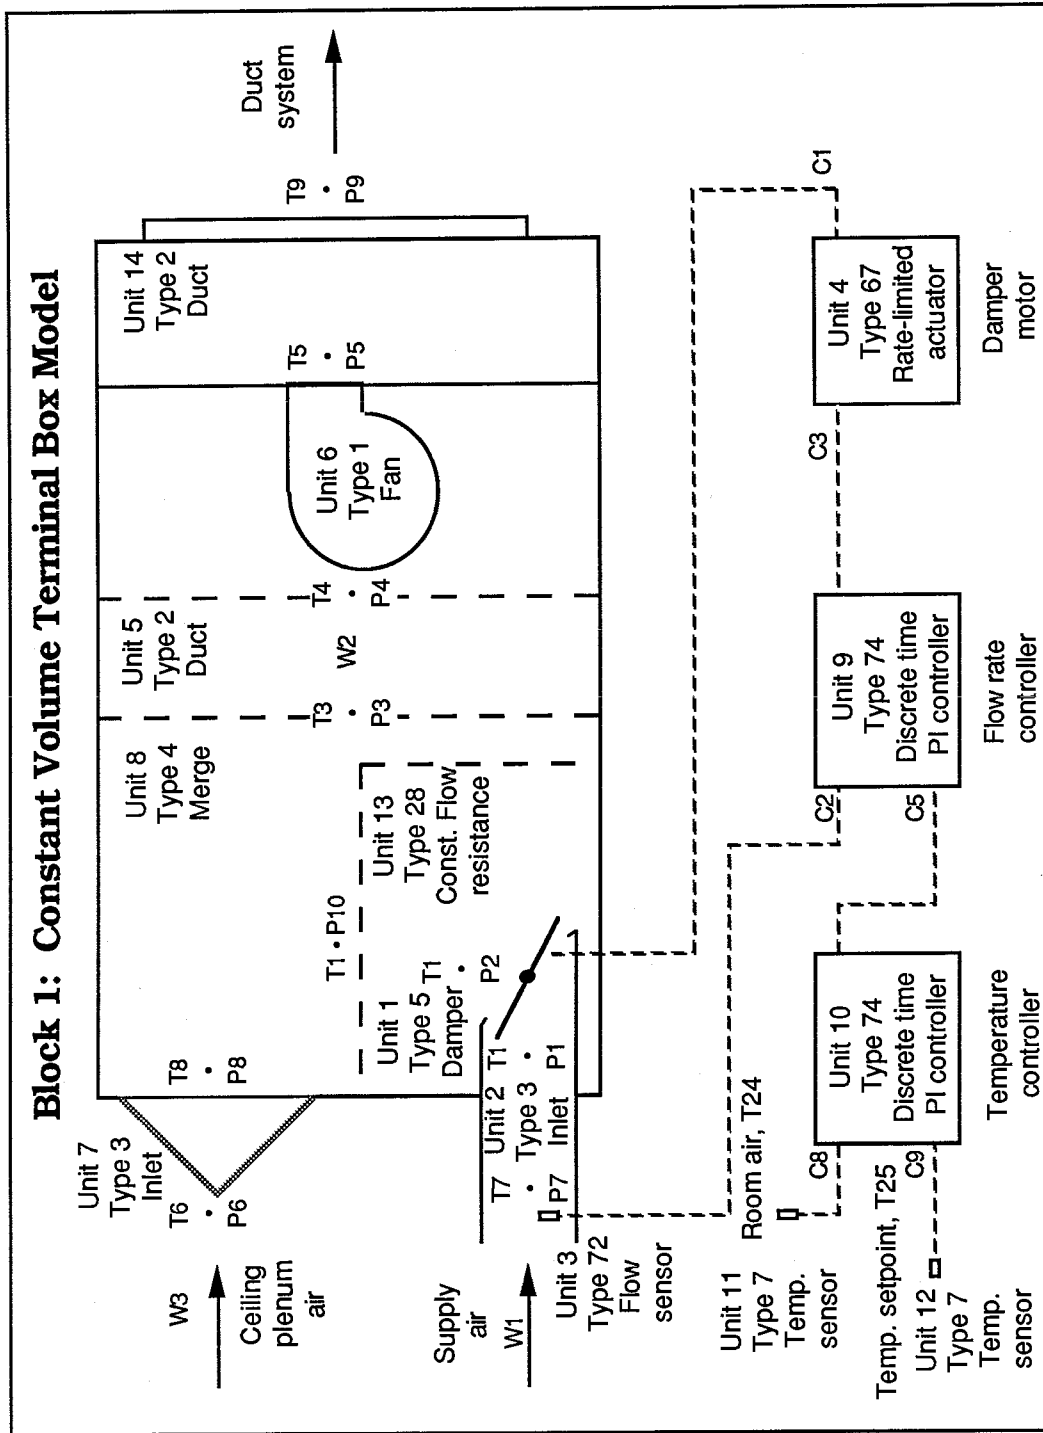 Block 1: Constant Volume Terminal Box Model
Unit 7
Type 3
Inlet
T6
P6
W3
Ceiling
plenum
air
T8
P8
Unit 8
Type 4
Merge
Unit 5
Type 2
Duct
Unit 14
Type 2
Duct
Duct
system
T9
P9
T5
P5
Unit 6
Type 1
Fan
T4
P4
W2
T3
P3
T1
P10
Unit 13
Type 28
Const. Flow
resistance
Unit 1
Type 5
Damper
T1
P2
Unit 2
Type 3
Inlet
T1
P1
T7
P7
Supply
air
W1
Unit 3
Type 72
Flow
sensor
C1
Unit 11
Type 7
Temp.
sensor
Room air, T24
Temp. setpoint, T25
Unit 12
Type 7
Temp.
sensor
C8
C9
Unit 10
Type 74
Discrete time
PI controller
Temperature
controller
C2
C5
Unit 9
Type 74
Discrete time
PI controller
Flow rate
controller
C3
Unit 4
Type 67
Rate-limited
actuator
Damper
motor